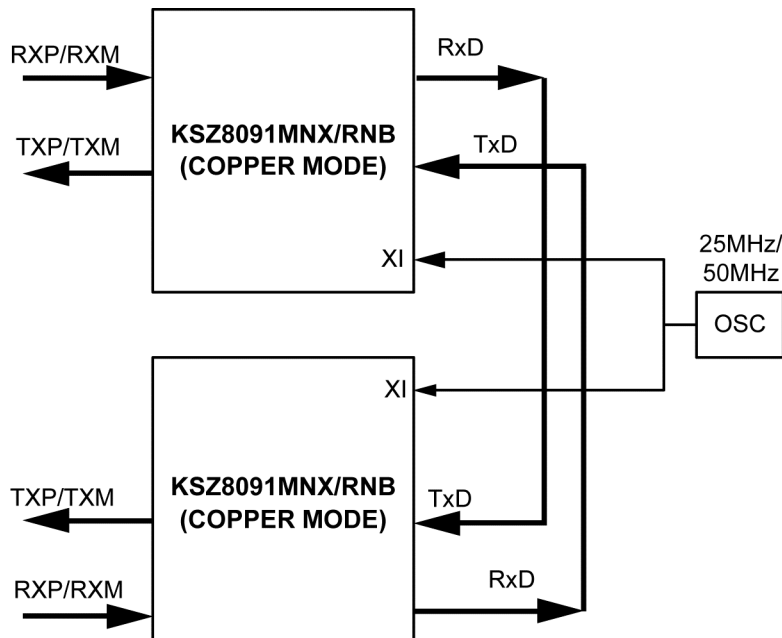 RXP/RXM
RxD
KSZ8091MNX/RNB
(COPPER MODE)
TXP/TXM
TxD
XI
25MHz/
50MHz
OSC
XI
KSZ8091MNX/RNB
(COPPER MODE)
TXP/TXM
TxD
RXP/RXM
RxD